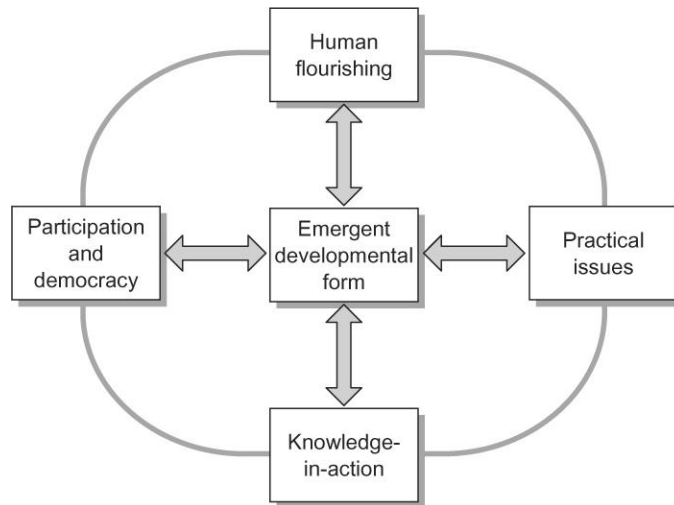 Human
flourishing
Participation
and
democracy
Emergent
developmental
form
Practical
issues
Knowledge-
in-action